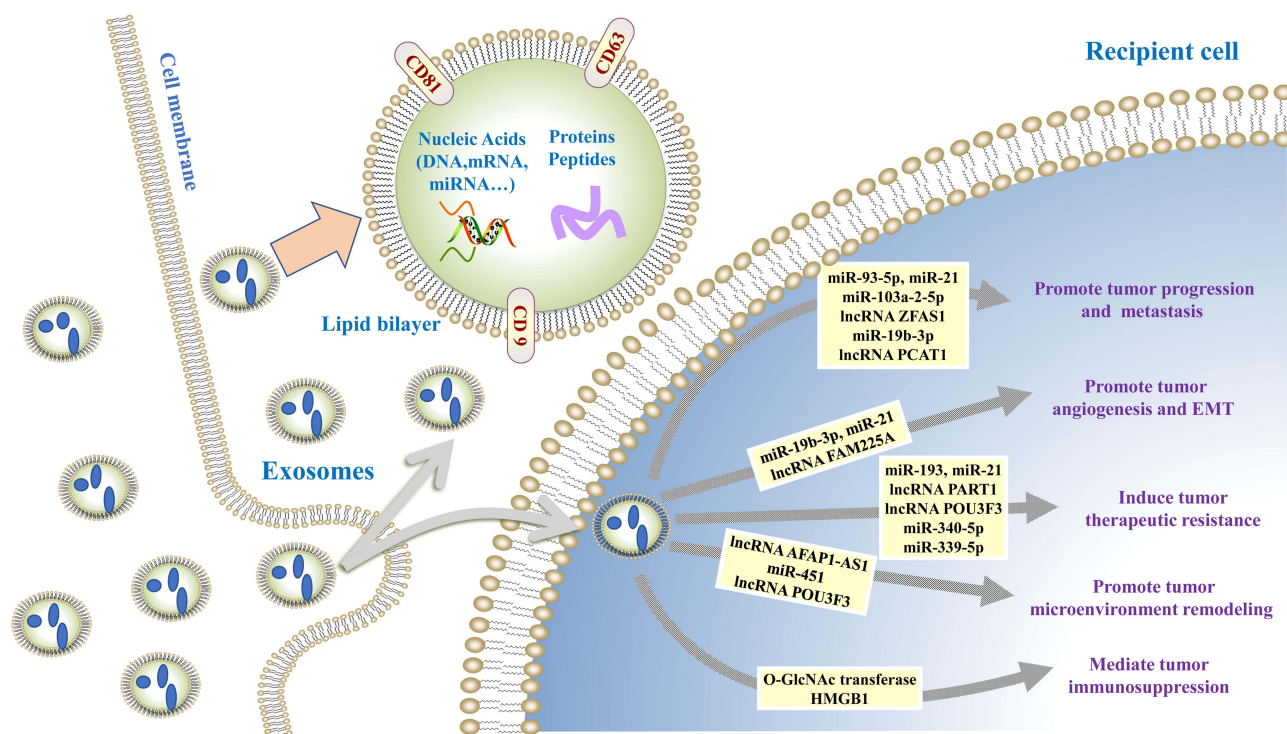 Cell membrane
CD81
CD63
Nucleic Acids
(DNA,mRNA,
miRNA…)
Proteins
Peptides
CD 9
Lipid bilayer
Exosomes
Recipient cell
miR-93-5p, miR-21
miR-103a-2-5p
lncRNA ZFAS1
miR-19b-3p
lncRNA PCAT1
Promote tumor progression
and metastasis
miR-19b-3p, miR-21
lncRNA FAM225A
Promote tumor
angiogenesis and EMT
miR-193, miR-21
lncRNA PART1
lncRNA POU3F3
miR-340-5p
miR-339-5p
Induce tumor
therapeutic resistance
lncRNA AFAP1-AS1
miR-451
lncRNA POU3F3
Promote tumor
microenvironment remodeling
O-GlcNAc transferase
HMGB1
Mediate tumor
immunosuppression